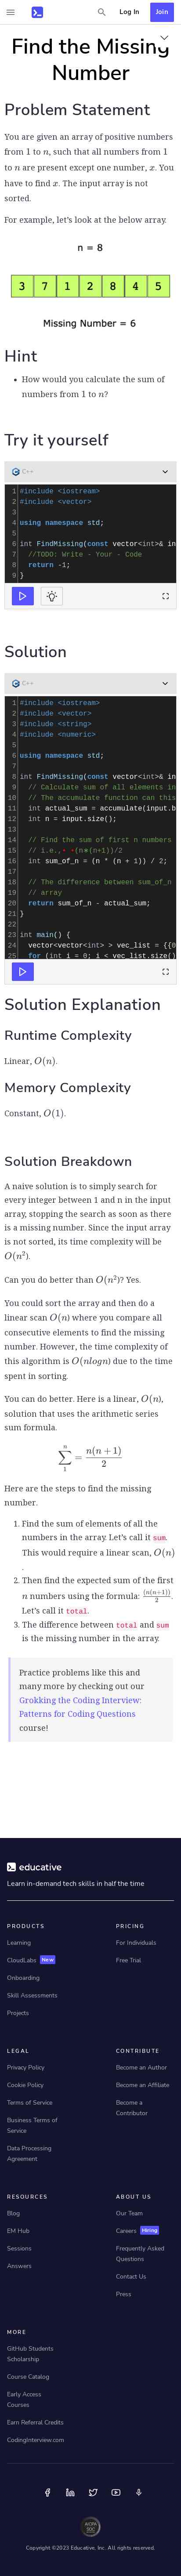 Log In
Join
Find the Missing
Number
Problem Statement
You are given an array of positive numbers
from 1 to n, such that all numbers from 1
to n are present except one number, x. You
have to find x. The input array is not
sorted.
For example, let's look at the below array.
n = 8
3 7 1 2 8 4 5
Missing Number = 6
Hint
• How would you calculate the sum of
numbers from 1 to n?
Try it yourself
C++
1 #include <iostream>
2 #include <vector>
3
4 using namespace std;
5
6 int FindMissing(const vector<int>& in
7 //TODO: Write - Your - Code
8 return -1;
9 }
Solution
C++
1 #include <iostream>
2 #include <vector>
3 #include <string>
4 #include <numeric>
5
6 using namespace std;
7
8 int FindMissing(const vector<int>& in
9 // Calculate sum of all elements in
10 // The accumulate function can this
11 int actual_sum = accumulate(input.b
12 int n = input.size();
13
14 // Find the sum of first n numbers
15 // i.e., (n*(n+1))/2
16 int sum_of_n = (n * (n + 1)) / 2;
17
18 // The difference between sum_of_n
19 // array
20 return sum_of_n - actual_sum;
21 }
22
23 int main() {
24 vector<vector<int> > vec_list = {{0
25 for (int i = 0; i < vec_list.size()
Solution Explanation
Runtime Complexity
Linear, O(n).
Memory Complexity
Constant, O(1).
Solution Breakdown
A naive solution is to simply search for
every integer between 1 and n in the input
array, stopping the search as soon as there
is a missing number. Since the input array
is not sorted, its time complexity will be
O(n²).
Can you do better than O(n²)? Yes.
You could sort the array and then do a
linear scan O(n) where you compare all
consecutive elements to find the missing
number. However, the time complexity of
this algorithm is O(nlogn) due to the time
spent in sorting.
You can do better. Here is a linear, O(n),
solution that uses the arithmetic series
sum formula.
∑₁ⁿ = n(n + 1) / 2
Here are the steps to find the missing
number.
1. Find the sum of elements of all the
numbers in the array. Let's call it sum.
This would require a linear scan, O(n)
.
2. Then find the expected sum of the first
n numbers using the formula: (n(n+1))/2.
Let's call it total.
3. The difference between total and sum
is the missing number in the array.
Practice problems like this and
many more by checking out our
Grokking the Coding Interview:
Patterns for Coding Questions
course!
educative
Learn in-demand tech skills in half the time
PRODUCTS
Learning
CloudLabs New
Onboarding
Skill Assessments
Projects
PRICING
For Individuals
Free Trial
LEGAL
Privacy Policy
Cookie Policy
Terms of Service
Business Terms of
Service
Data Processing
Agreement
CONTRIBUTE
Become an Author
Become an Affiliate
Become a
Contributor
RESOURCES
Blog
EM Hub
Sessions
Answers
ABOUT US
Our Team
Careers Hiring
Frequently Asked
Questions
Contact Us
Press
MORE
GitHub Students
Scholarship
Course Catalog
Early Access
Courses
Earn Referral Credits
CodingInterview.com
Copyright ©2023 Educative, Inc. All rights reserved.